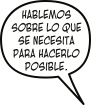 HABLEMOS
SOBRE LO QUE
SE NECESITA
PARA HACERLO
POSIBLE.